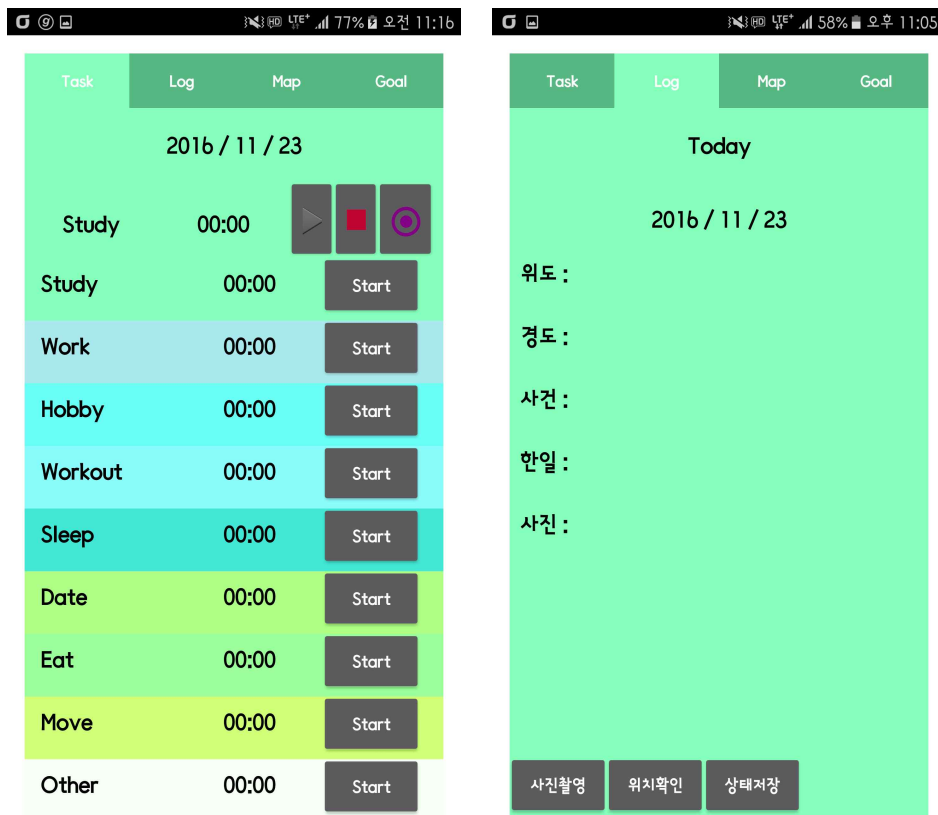 HD LTE+ 77% 오전 11:16
Task Log Map Goal
2016 / 11 / 23
Study 00:00
Study 00:00 Start
Work 00:00 Start
Hobby 00:00 Start
Workout 00:00 Start
Sleep 00:00 Start
Date 00:00 Start
Eat 00:00 Start
Move 00:00 Start
Other 00:00 Start
HD LTE+ 58% 오후 11:05
Task Log Map Goal
Today
2016 / 11 / 23
위도 :
경도 :
사건 :
한일 :
사진 :
사진촬영 위치확인 상태저장